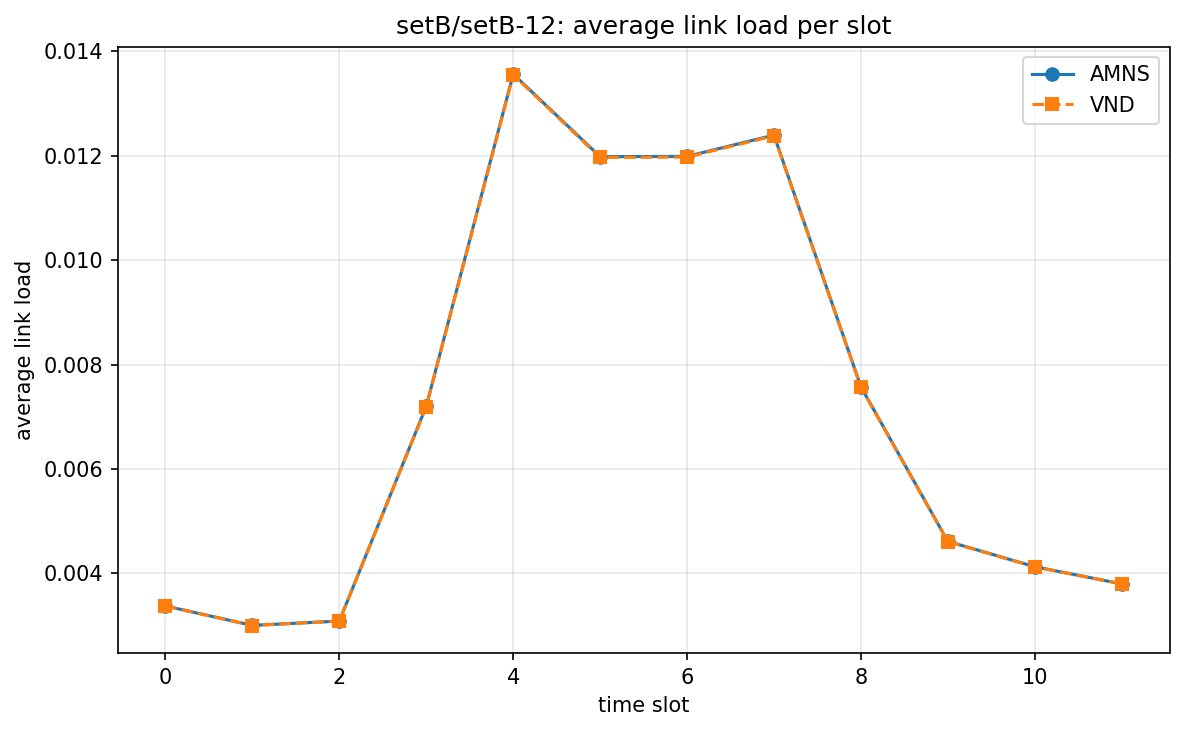 setB/setB-12: average link load per slot
AMNS
VND
average link load
0.014
0.012
0.010
0.008
0.006
0.004
0 2 4 6 8 10
time slot